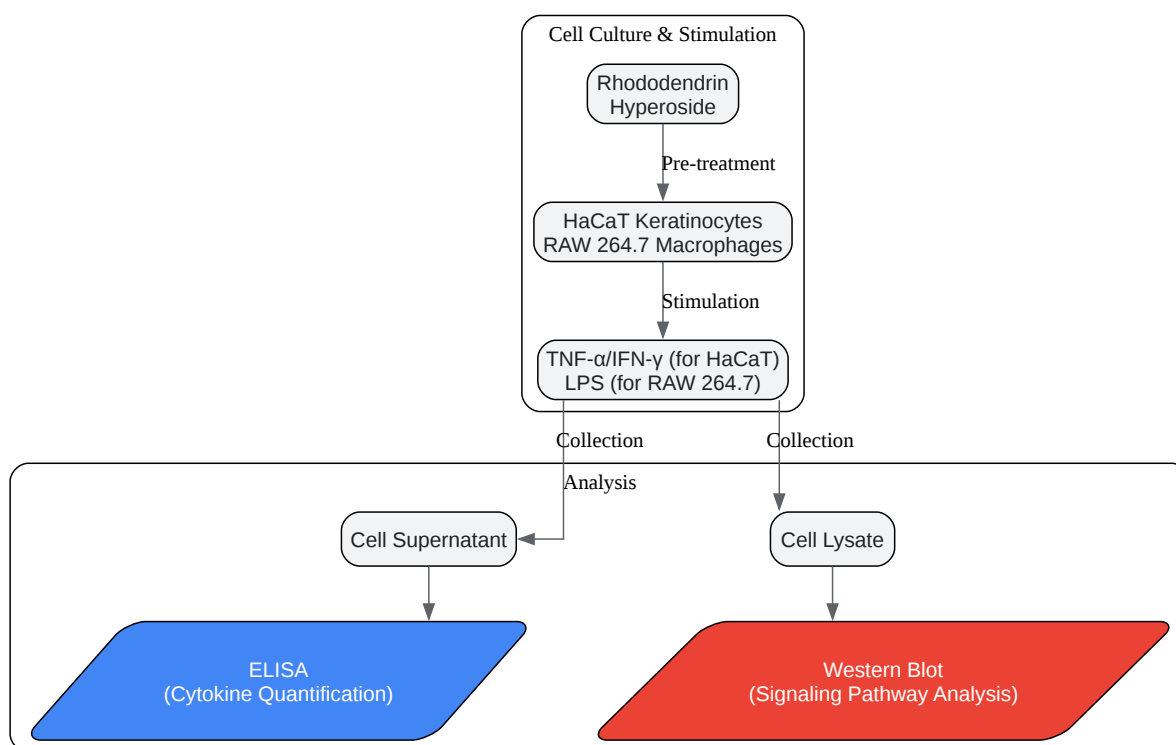 Cell Culture & Stimulation
Rhododendrin
Hyperoside
Pre-treatment
HaCaT Keratinocytes
RAW 264.7 Macrophages
Stimulation
TNF-α/IFN-γ (for HaCaT)
LPS (for RAW 264.7)
Collection
Collection
Analysis
Cell Supernatant
Cell Lysate
ELISA
(Cytokine Quantification)
Western Blot
(Signaling Pathway Analysis)